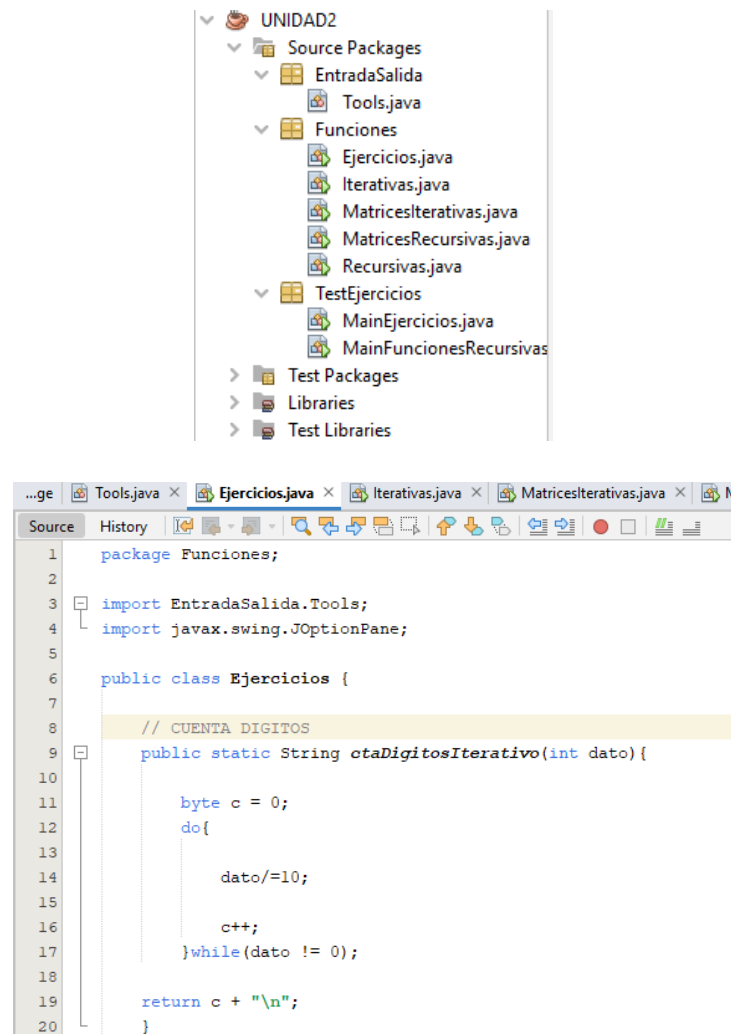 UNIDAD2
Source Packages
EntradaSalida
Tools.java
Funciones
Ejercicios.java
Iterativas.java
MatricesIterativas.java
MatricesRecursivas.java
Recursivas.java
TestEjercicios
MainEjercicios.java
MainFuncionesRecursivas
Test Packages
Libraries
Test Libraries
...ge Tools.java × Ejercicios.java × Iterativas.java × MatricesIterativas.java × M
Source History
1 package Funciones;
2
3 import EntradaSalida.Tools;
4 import javax.swing.JOptionPane;
5
6 public class Ejercicios {
7
8 // CUENTA DIGITOS
9 public static String ctaDigitosIterativo(int dato){
10
11 byte c = 0;
12 do{
13
14 dato/=10;
15
16 c++;
17 }while(dato != 0);
18
19 return c + "\n";
20 }